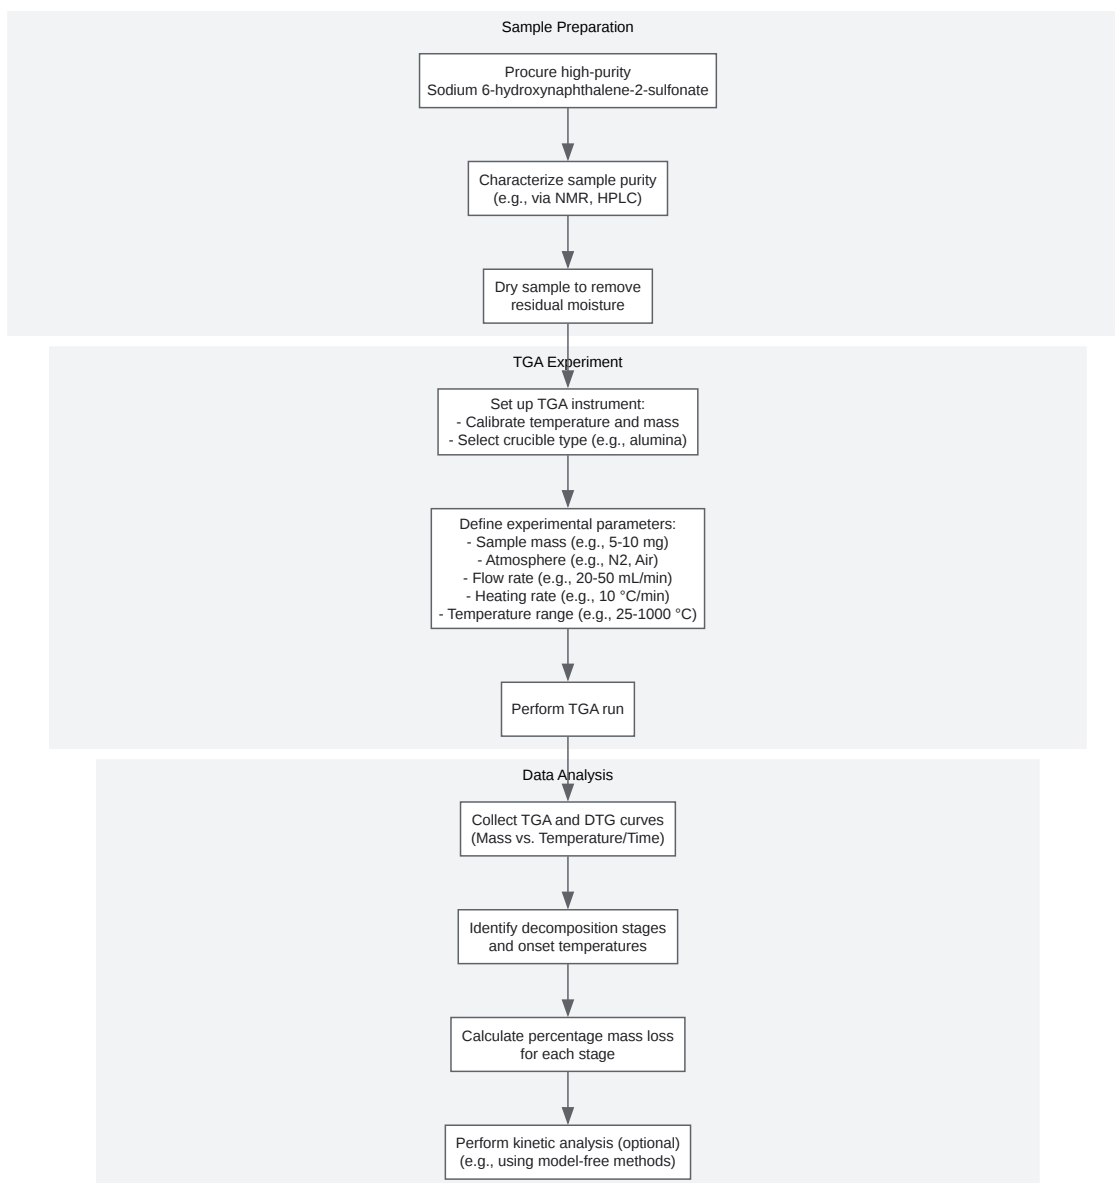 Sample Preparation
Procure high-purity
Sodium 6-hydroxynaphthalene-2-sulfonate
Characterize sample purity
(e.g., via NMR, HPLC)
Dry sample to remove
residual moisture
TGA Experiment
Set up TGA instrument:
- Calibrate temperature and mass
- Select crucible type (e.g., alumina)
Define experimental parameters:
- Sample mass (e.g., 5-10 mg)
- Atmosphere (e.g., N2, Air)
- Flow rate (e.g., 20-50 mL/min)
- Heating rate (e.g., 10 °C/min)
- Temperature range (e.g., 25-1000 °C)
Perform TGA run
Data Analysis
Collect TGA and DTG curves
(Mass vs. Temperature/Time)
Identify decomposition stages
and onset temperatures
Calculate percentage mass loss
for each stage
Perform kinetic analysis (optional)
(e.g., using model-free methods)